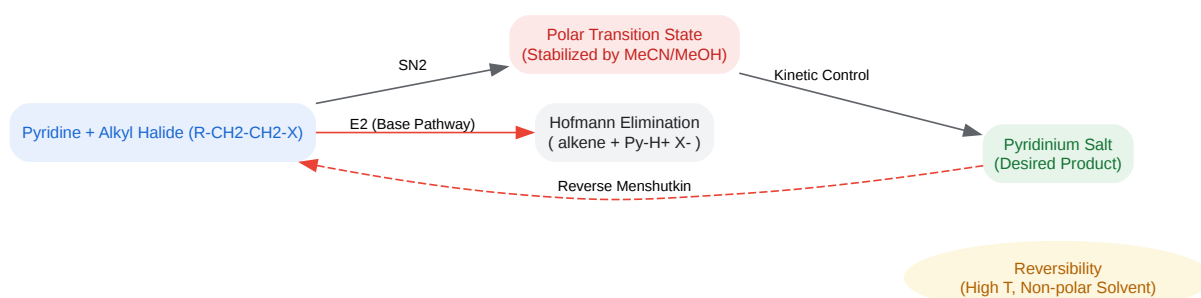 Polar Transition State
(Stabilized by MeCN/MeOH)
SN2
Kinetic Control
Pyridine + Alkyl Halide (R-CH2-CH2-X)
E2 (Base Pathway)
Hofmann Elimination
( alkene + Py-H+ X- )
Pyridinium Salt
(Desired Product)
Reverse Menshutkin
Reversibility
(High T, Non-polar Solvent)